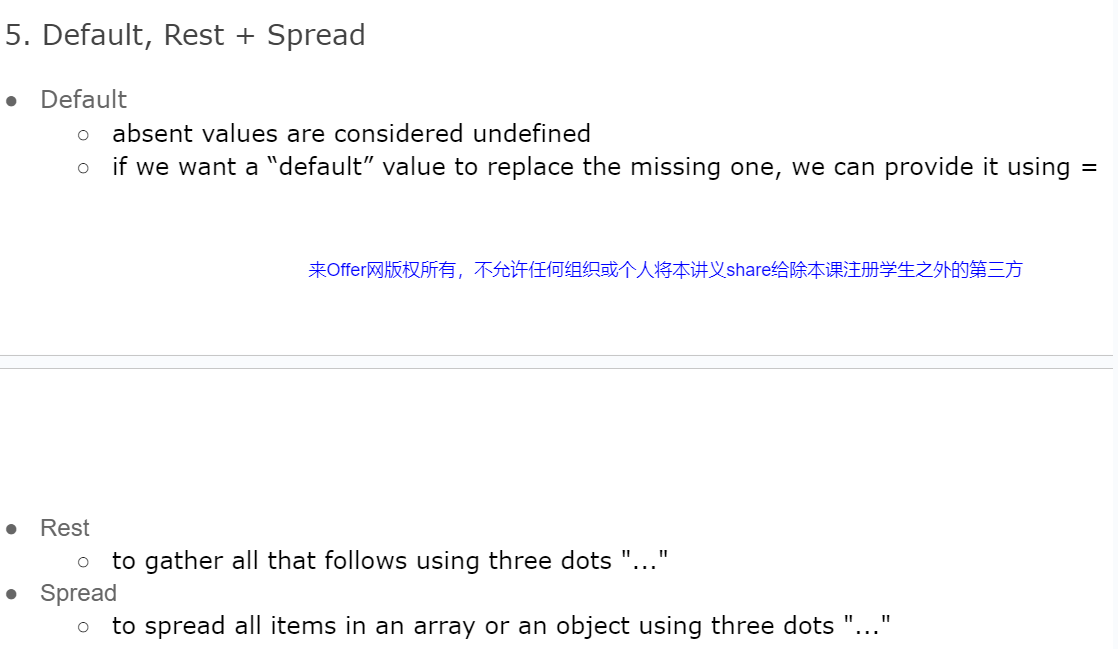 5. Default, Rest + Spread
● Default
○ absent values are considered undefined
○ if we want a “default” value to replace the missing one, we can provide it using =
来Offer网版权所有，不允许任何组织或个人将本讲义share给除本课注册学生之外的第三方
● Rest
○ to gather all that follows using three dots "..."
● Spread
○ to spread all items in an array or an object using three dots "..."